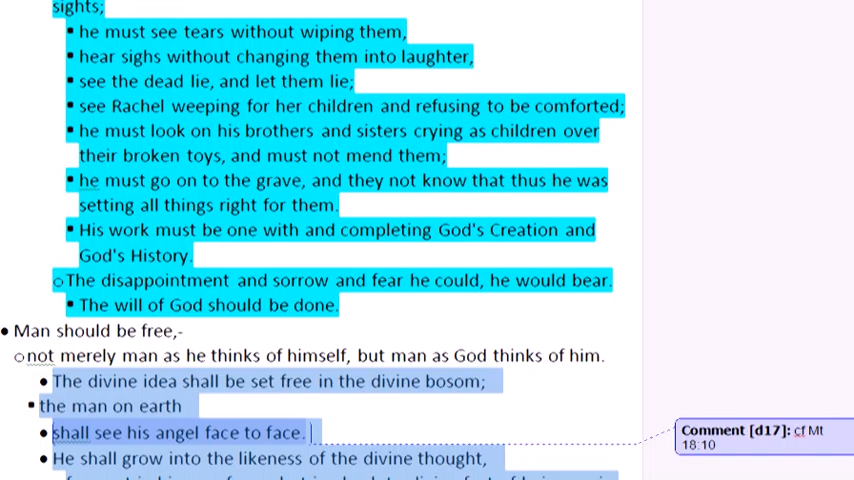 sights;
▪ he must see tears without wiping them,
▪ hear sighs without changing them into laughter,
▪ see the dead lie, and let them lie;
▪ see Rachel weeping for her children and refusing to be comforted;
▪ he must look on his brothers and sisters crying as children over
their broken toys, and must not mend them;
▪ he must go on to the grave, and they not know that thus he was
setting all things right for them.
▪ His work must be one with and completing God's Creation and
God's History.
○ The disappointment and sorrow and fear he could, he would bear.
▪ The will of God should be done.
● Man should be free,-
○ not merely man as he thinks of himself, but man as God thinks of him.
● The divine idea shall be set free in the divine bosom;
▪ the man on earth
● shall see his angel face to face.
● He shall grow into the likeness of the divine thought,
Comment [d17]: cf Mt
18:10